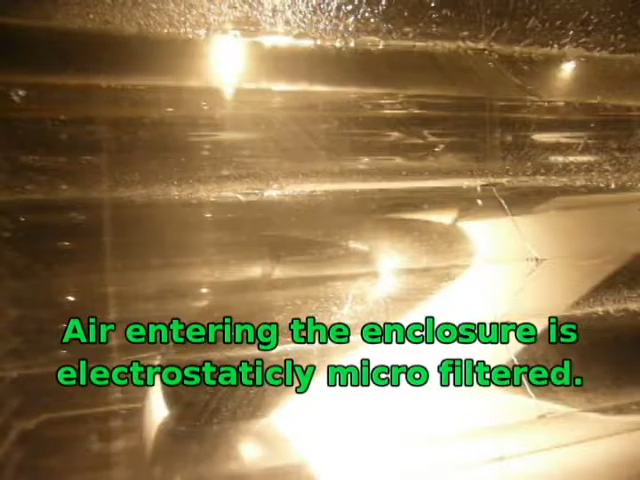 Air entering the enclosure is
electrostaticly micro filtered.